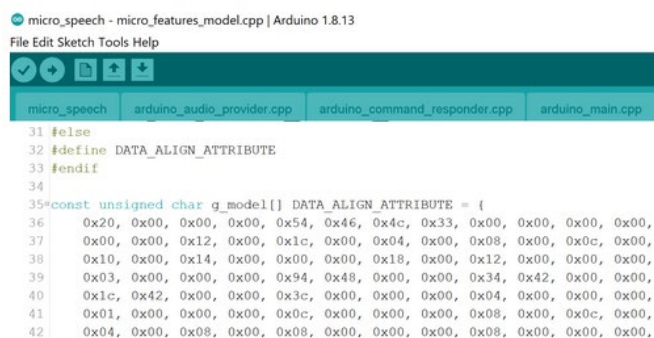 micro_speech - micro_features_model.cpp | Arduino 1.8.13
File Edit Sketch Tools Help
micro_speech arduino_audio_provider.cpp arduino_command_responder.cpp arduino_main.cpp
31 #else
32 #define DATA_ALIGN_ATTRIBUTE
33 #endif
34
35 const unsigned char g_model[] DATA_ALIGN_ATTRIBUTE = {
36 0x20, 0x00, 0x00, 0x00, 0x54, 0x46, 0x4c, 0x33, 0x00, 0x00, 0x00, 0x00,
37 0x00, 0x00, 0x12, 0x00, 0x1c, 0x00, 0x04, 0x00, 0x08, 0x00, 0x0c, 0x00,
38 0x10, 0x00, 0x14, 0x00, 0x00, 0x00, 0x18, 0x00, 0x12, 0x00, 0x00, 0x00,
39 0x03, 0x00, 0x00, 0x00, 0x94, 0x48, 0x00, 0x00, 0x34, 0x42, 0x00, 0x00,
40 0x1c, 0x42, 0x00, 0x00, 0x3c, 0x00, 0x00, 0x00, 0x04, 0x00, 0x00, 0x00,
41 0x01, 0x00, 0x00, 0x00, 0x0c, 0x00, 0x00, 0x00, 0x08, 0x00, 0x0c, 0x00,
42 0x04, 0x00, 0x08, 0x00, 0x08, 0x00, 0x00, 0x00, 0x08, 0x00, 0x00, 0x00,